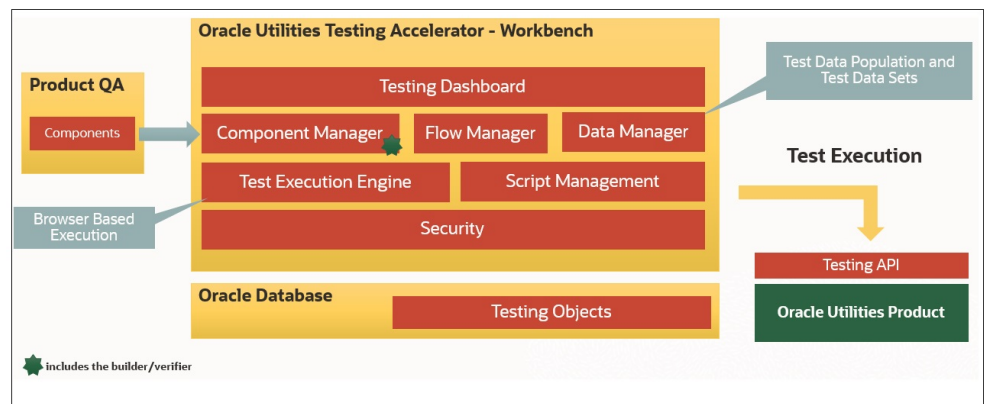 Oracle Utilities Testing Accelerator - Workbench
Product QA
Components
Testing Dashboard
Component Manager
Flow Manager
Data Manager
Test Execution Engine
Script Management
Security
Browser Based
Execution
Test Data Population and
Test Data Sets
Test Execution
Testing API
Oracle Utilities Product
Oracle Database
Testing Objects
includes the builder/verifier